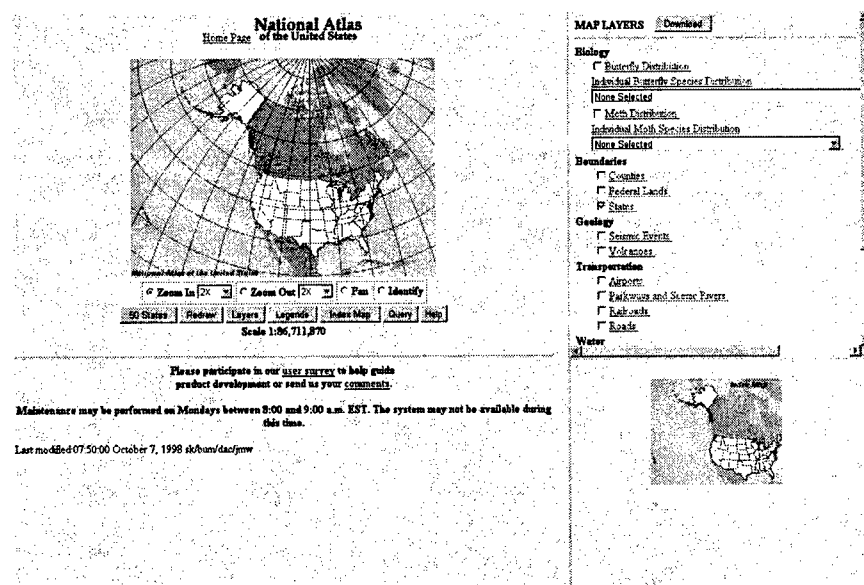 National Atlas
Home Page of the United States
National Atlas of the United States
Zoom In 2X Zoom Out 2X Pan Identify
50 States Redraw Layers Legends Index Map Query Help
Scale 1:86,711,870
Please participate in our user survey to help guide
product development or send us your comments.
Maintenance may be performed on Mondays between 8:00 and 9:00 a.m. EST. The system may not be available during
this time.
Last modified 07:50:00 October 7, 1998 sk/bum/dac/jmw
MAP LAYERS Download
Biology
Butterfly Distribution
Individual Butterfly Species Distribution
None Selected
Moth Distribution
Individual Moth Species Distribution
None Selected
Boundaries
Counties
Federal Lands
States
Geology
Seismic Events
Volcanoes
Transportation
Airports
Parkways and Scenic Rivers
Railroads
Roads
Water